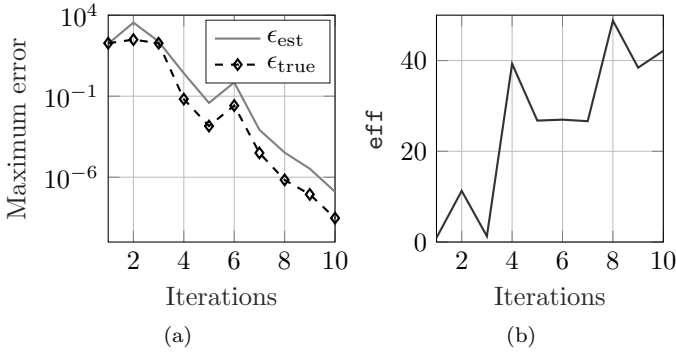 10^4
10^−1
10^−6
Maximum error
ϵ_est
ϵ_true
2 4 6 8 10
Iterations
(a)
40
20
0
eff
2 4 6 8 10
Iterations
(b)